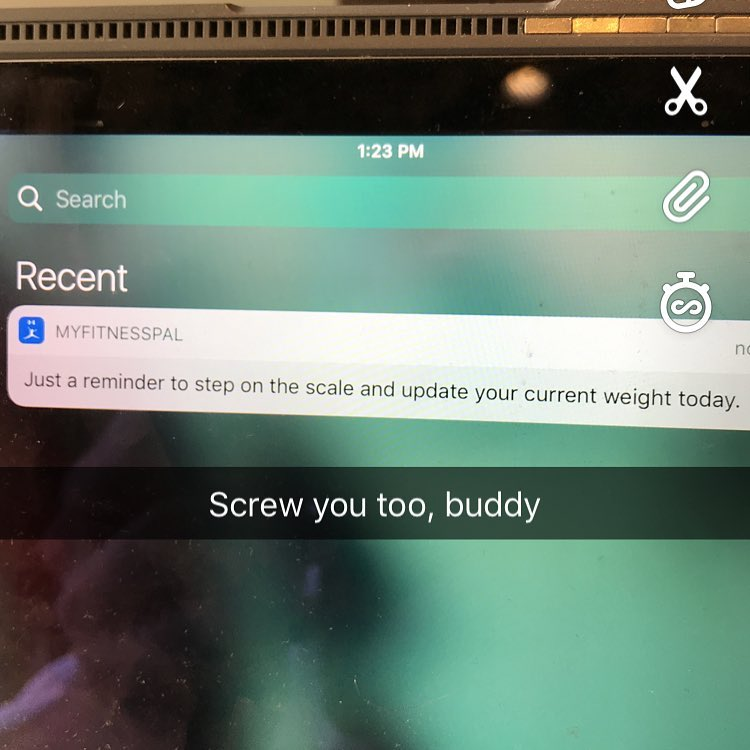 1:23 PM
Search
Recent
MYFITNESSPAL
Just a reminder to step on the scale and update your current weight today.
Screw you too, buddy